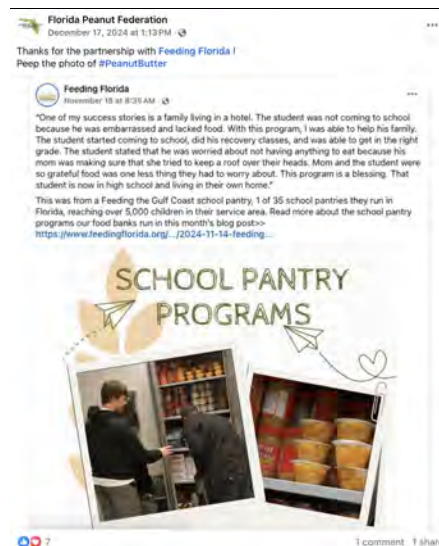 Florida Peanut Federation
December 17, 2024 at 1:13 PM
Thanks for the partnership with Feeding Florida !
Peep the photo of #PeanutButter
Feeding Florida
November 18 at 8:35 AM
"One of my success stories is a family living in a hotel. The student was not coming to school
because he was embarrassed and lacked food. With this program, I was able to help his family.
The student started coming to school, did his recovery classes, and was able to get in the right
grade. The student stated that he was worried about not having anything to eat because his
mom was making sure that she tried to keep a roof over their heads. Mom and the student were
so grateful food was one less thing they had to worry about. This program is a blessing. That
student is now in high school and living in their own home."
This was from a Feeding the Gulf Coast school pantry, 1 of 35 school pantries they run in
Florida, reaching over 5,000 children in their service area. Read more about the school pantry
programs our food banks run in this month's blog post>>
https://www.feedingflorida.org/.../2024-11-14-feeding...
SCHOOL PANTRY
PROGRAMS
7
1 comment 1 share